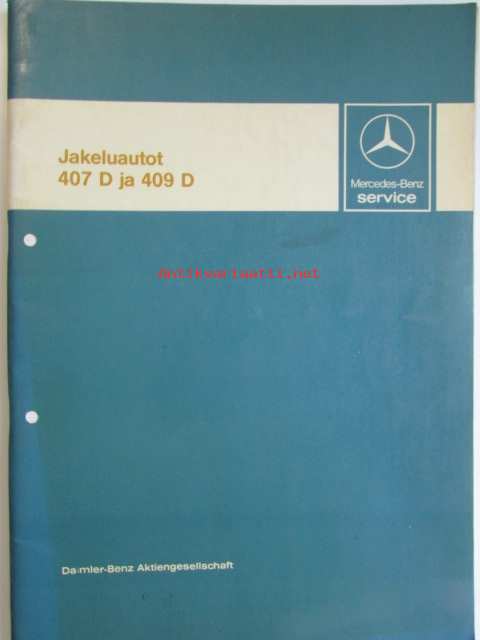 Jakeluautot
407 D ja 409 D
Mercedes-Benz
service
antikvariaatti.net
Daimler-Benz Aktiengesellschaft